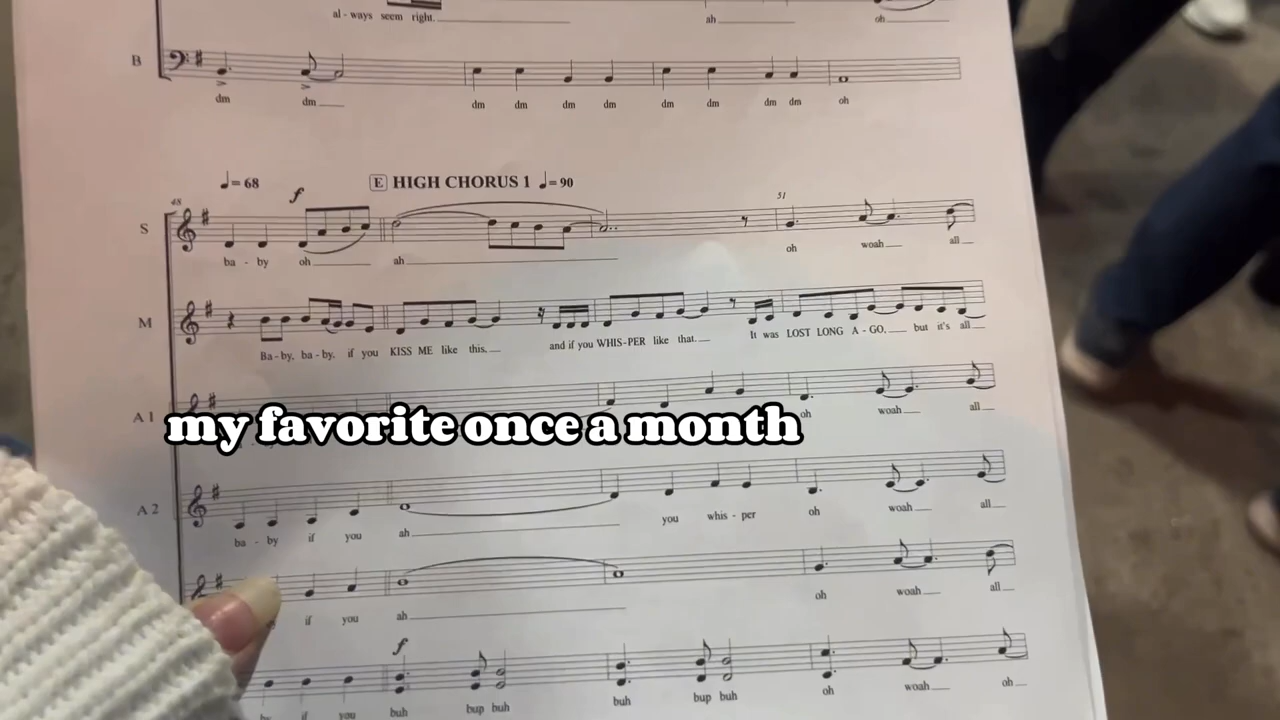 al - ways seem right.
ah
oh
B
dm dm dm dm dm dm dm dm dm dm oh
♩= 68
f
E HIGH CHORUS 1 ♩= 90
48
51
S
ba - by oh ah oh woah all
M
Ba - by, ba - by, if you KISS ME like this, and if you WHIS-PER like that. It was LOST LONG A - GO, but it's all
A 1
oh woah all
my favorite once a month
A 2
ba - by if you ah you whis - per oh woah all
if you ah oh woah all
f
if you buh bup buh buh bup buh oh woah oh